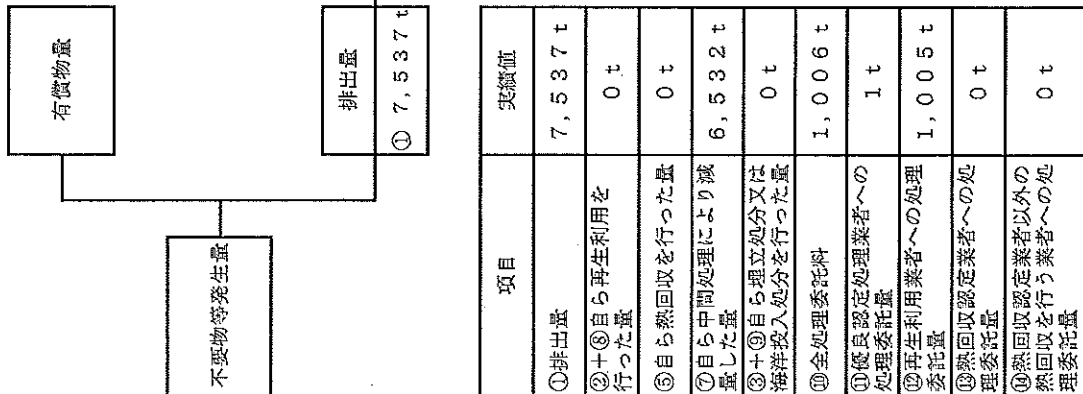 不要物等発生量
有償物量
排出量
① 7,537 t
項目
実績値
①排出量
7,537 t
②＋⑧自ら再生利用を
行った量
0 t
⑤自ら熱回収を行った量
0 t
⑦自ら中間処理により減
量した量
6,532 t
③＋⑨自ら埋立処分又は
海洋投入処分を行った量
0 t
⑩全処理委託料
1,006 t
⑪優良認定処理業者への
処理委託量
1 t
⑫再生利用業者への処理
委託量
1,005 t
⑬熱回収認定業者への処
理委託量
0 t
⑭熱回収認定業者以外の
熱回収を行う業者への処
理委託量
0 t